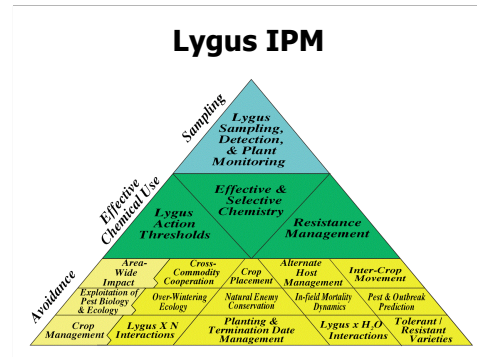 Lygus IPM
Sampling
Lygus
Sampling,
Detection,
& Plant
Monitoring
Effective
Chemical Use
Effective &
Selective
Chemistry
Lygus
Action
Thresholds
Resistance
Management
Avoidance
Area-
Wide
Impact
Cross-
Commodity
Cooperation
Crop
Placement
Alternate
Host
Management
Inter-Crop
Movement
Exploitation of
Pest Biology
& Ecology
Over-Wintering
Ecology
Natural Enemy
Conservation
In-field Mortality
Dynamics
Pest & Outbreak
Prediction
Crop
Management
Lygus X N
Interactions
Planting &
Termination Date
Management
Lygus x H₂O
Interactions
Tolerant /
Resistant
Varieties